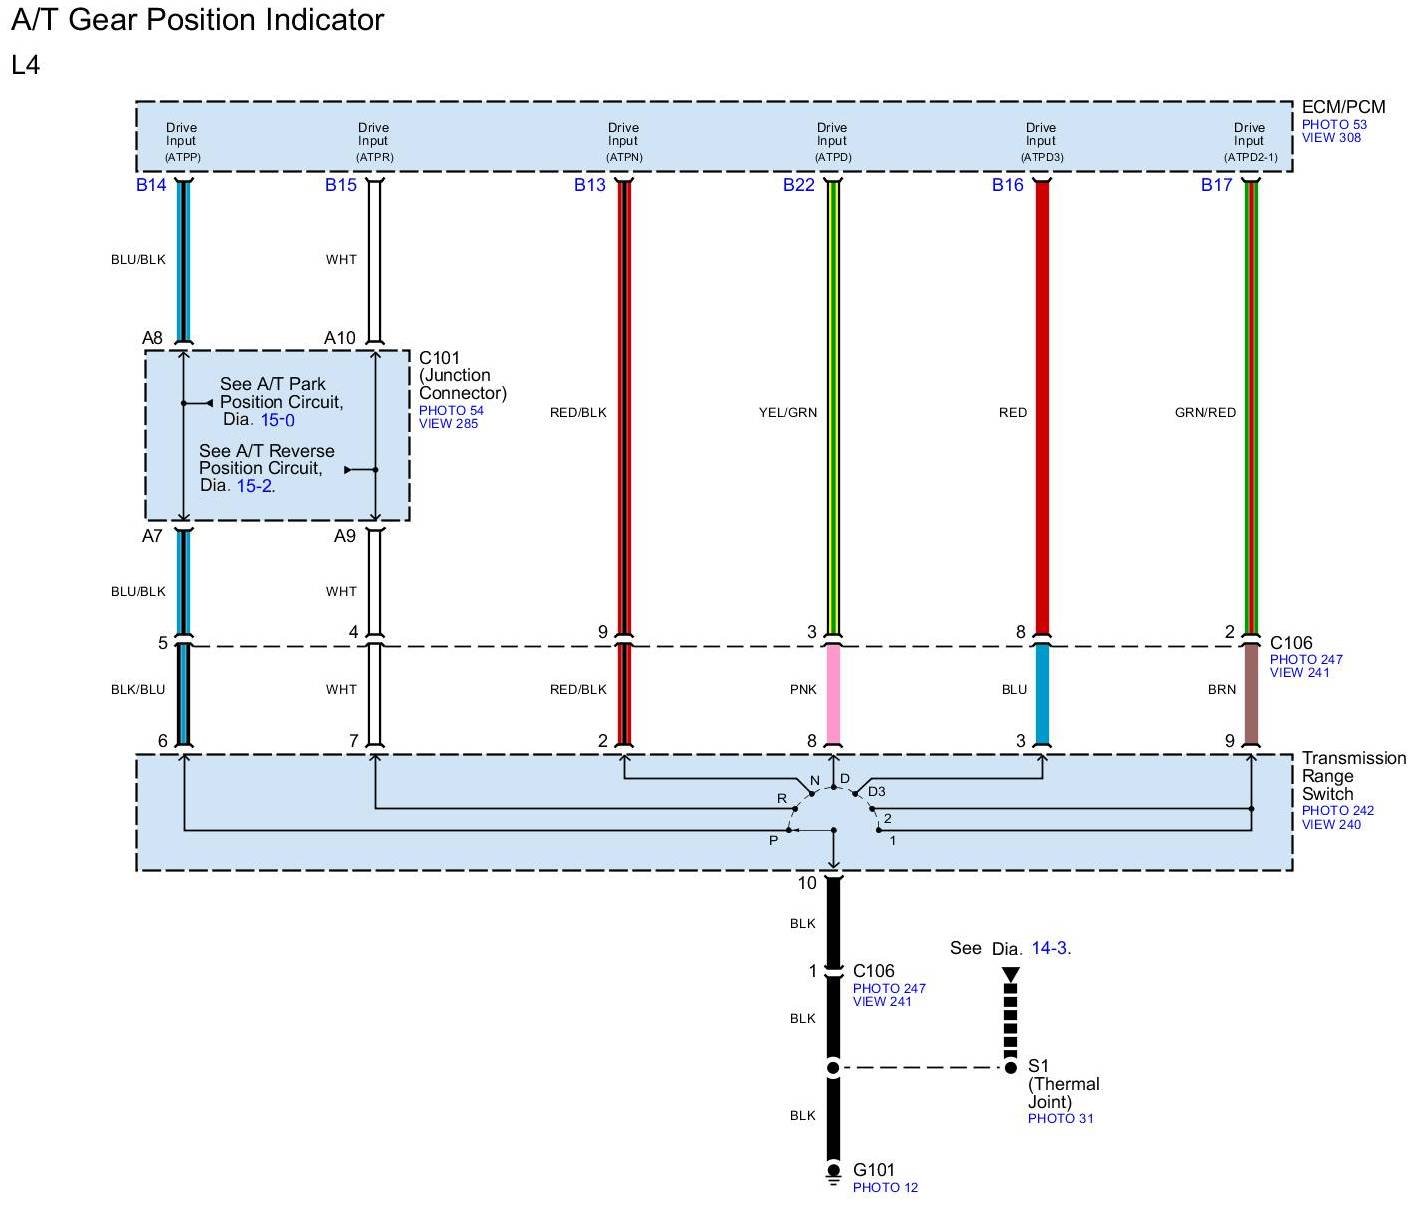 A/T Gear Position Indicator
L4
ECM/PCM
PHOTO 53
VIEW 308
Drive Input (ATPP)
Drive Input (ATPR)
Drive Input (ATPN)
Drive Input (ATPD)
Drive Input (ATPD3)
Drive Input (ATPD2-1)
B14 B15 B13 B22 B16 B17
BLU/BLK WHT
A8 A10
C101
(Junction
Connector)
PHOTO 54
VIEW 285
See A/T Park
Position Circuit,
Dia. 15-0
See A/T Reverse
Position Circuit,
Dia. 15-2.
RED/BLK YEL/GRN RED GRN/RED
A7 A9
BLU/BLK WHT
5 4 9 3 8 2
C106
PHOTO 247
VIEW 241
BLK/BLU WHT RED/BLK PNK BLU BRN
6 7 2 8 3 9
Transmission
Range
Switch
PHOTO 242
VIEW 240
N D
R D3
2
P 1
10
BLK
See Dia. 14-3.
1 C106
PHOTO 247
VIEW 241
BLK
S1
(Thermal
Joint)
PHOTO 31
BLK
G101
PHOTO 12